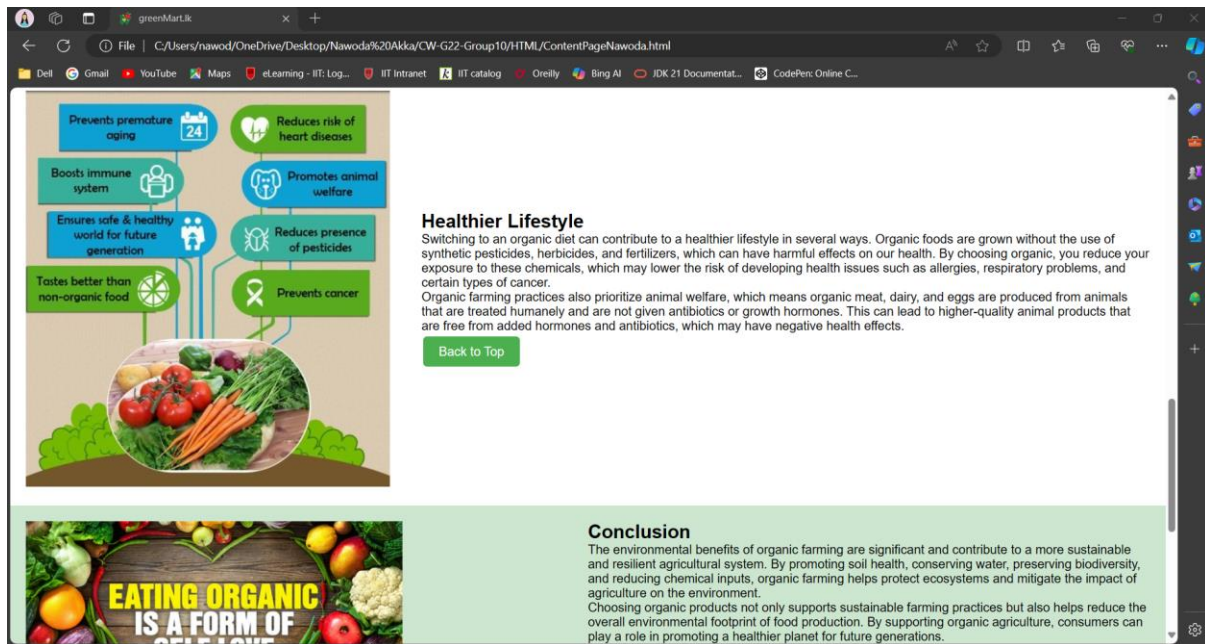 greenMart.lk
File
C:/Users/nawod/OneDrive/Desktop/Nawoda%20Akka/CW-G22-Group10/HTML/ContentPageNawoda.html
Dell
Gmail
YouTube
Maps
eLearning - IIT: Log...
IIT Intranet
IIT catalog
Oreilly
Bing AI
JDK 21 Documentat...
CodePen: Online C...
Prevents premature
aging
24
Reduces risk of
heart diseases
Boosts immune
system
Promotes animal
welfare
Ensures safe & healthy
world for future
generation
Reduces presence
of pesticides
Tastes better than
non-organic food
Prevents cancer
Healthier Lifestyle
Switching to an organic diet can contribute to a healthier lifestyle in several ways. Organic foods are grown without the use of
synthetic pesticides, herbicides, and fertilizers, which can have harmful effects on our health. By choosing organic, you reduce your
exposure to these chemicals, which may lower the risk of developing health issues such as allergies, respiratory problems, and
certain types of cancer.
Organic farming practices also prioritize animal welfare, which means organic meat, dairy, and eggs are produced from animals
that are treated humanely and are not given antibiotics or growth hormones. This can lead to higher-quality animal products that
are free from added hormones and antibiotics, which may have negative health effects.
Back to Top
EATING ORGANIC
IS A FORM OF
SELF LOVE
Conclusion
The environmental benefits of organic farming are significant and contribute to a more sustainable
and resilient agricultural system. By promoting soil health, conserving water, preserving biodiversity,
and reducing chemical inputs, organic farming helps protect ecosystems and mitigate the impact of
agriculture on the environment.
Choosing organic products not only supports sustainable farming practices but also helps reduce the
overall environmental footprint of food production. By supporting organic agriculture, consumers can
play a role in promoting a healthier planet for future generations.